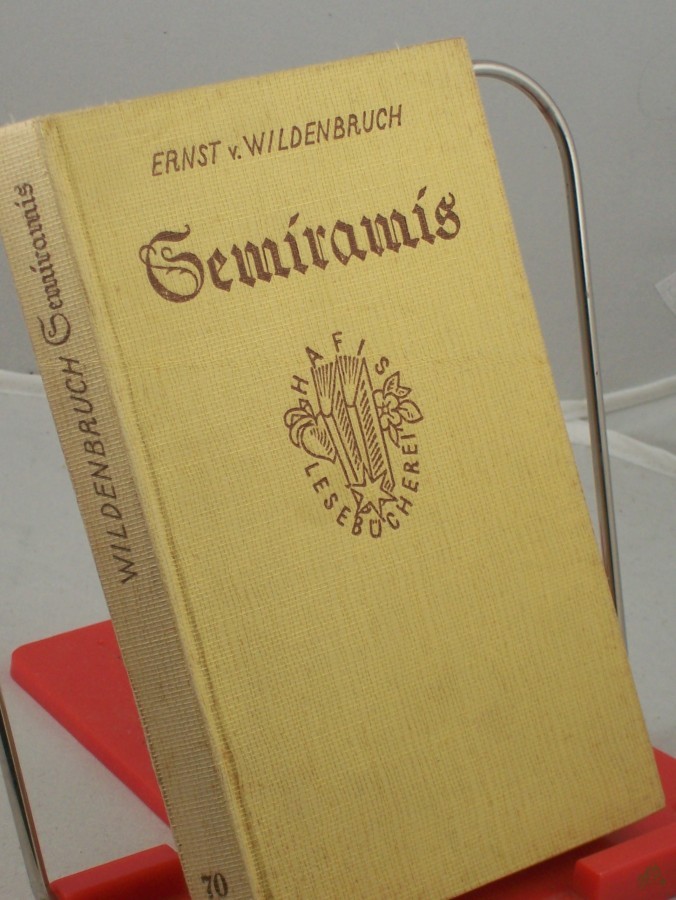 ERNST v. WILDENBRUCH
Semiramis
HAFIS
LESEBÜCHEREI
WILDENBRUCH Semiramis
70